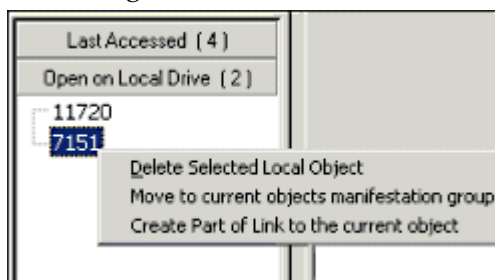 Last Accessed ( 4 )
Open on Local Drive ( 2 )
11720
7151
Delete Selected Local Object
Move to current objects manifestation group
Create Part of Link to the current object